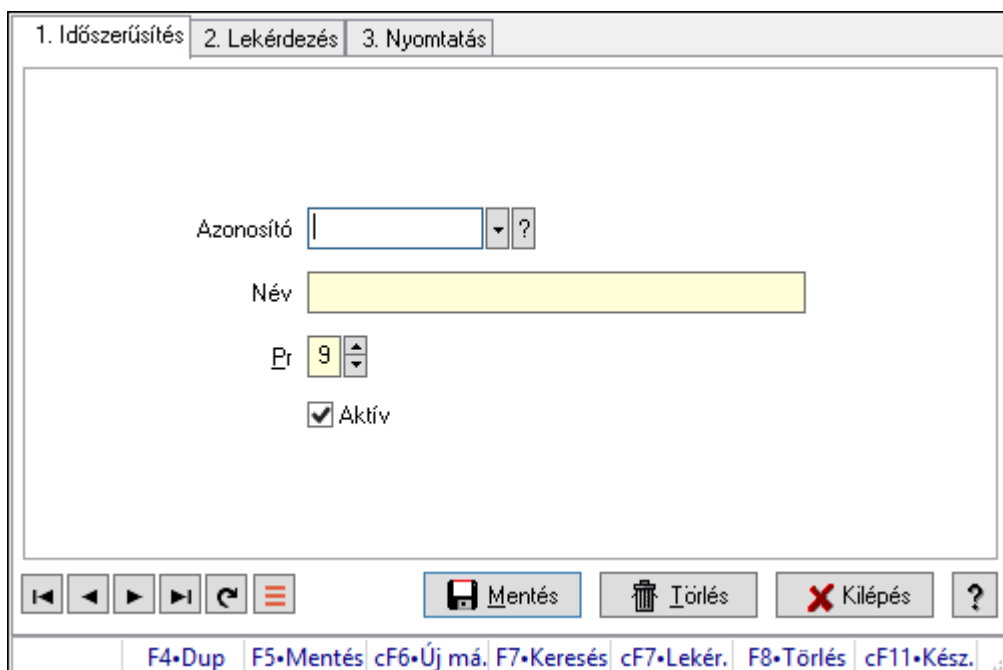 1. Időszerűsítés 2. Lekérdezés 3. Nyomtatás
Azonosító ?
Név
Pr 9
Aktív
Mentés Törlés Kilépés ?
F4•Dup F5•Mentés cF6•Új má. F7•Keresés cF7•Lekér. F8•Törlés cF11•Kész.